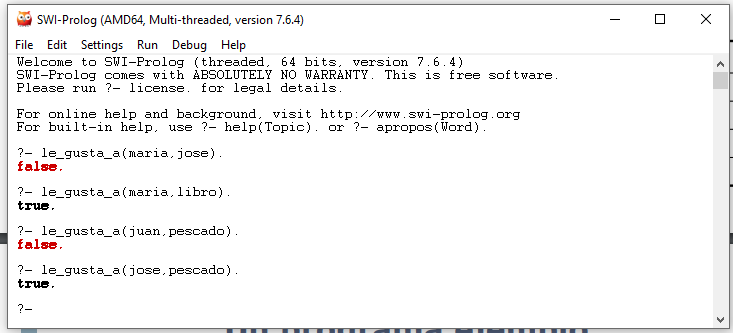 SWI-Prolog (AMD64, Multi-threaded, version 7.6.4)
File Edit Settings Run Debug Help
Welcome to SWI-Prolog (threaded, 64 bits, version 7.6.4)
SWI-Prolog comes with ABSOLUTELY NO WARRANTY. This is free software.
Please run ?- license. for legal details.
For online help and background, visit http://www.swi-prolog.org
For built-in help, use ?- help(Topic). or ?- apropos(Word).
?- le_gusta_a(maria,jose).
false.
?- le_gusta_a(maria,libro).
true.
?- le_gusta_a(juan,pescado).
false.
?- le_gusta_a(jose,pescado).
true.
?-